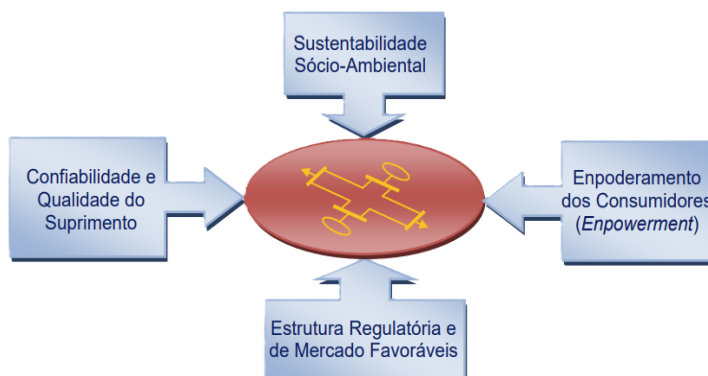 Sustentabilidade
Sócio-Ambiental
Confiabilidade e
Qualidade do
Suprimento
Enpoderamento
dos Consumidores
(Enpowerment)
Estrutura Regulatória e
de Mercado Favoráveis